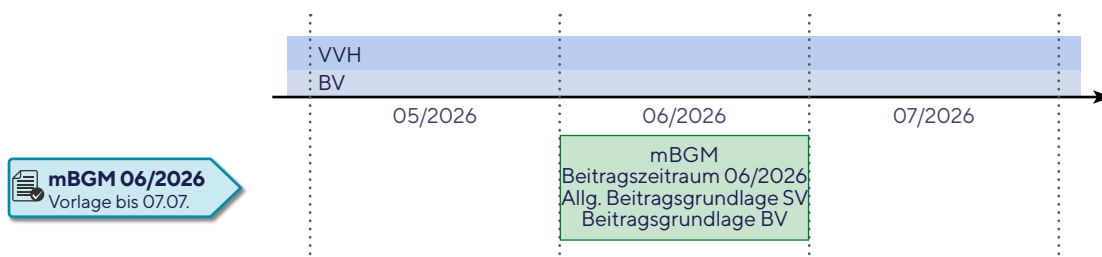 VVH
BV
05/2026
06/2026
07/2026
mBGM
Beitragszeitraum 06/2026
Allg. Beitragsgrundlage SV
Beitragsgrundlage BV
mBGM 06/2026
Vorlage bis 07.07.